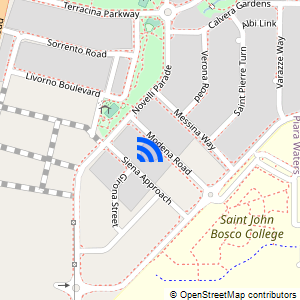 Terracina Parkway
Calvera Gardens
Albi Link
Sorrento Road
Verona Road
Varazze Way
Livorno Boulevard
Novelli Parade
Saint Pierre Turn
Messina Way
Modena Road
Piara Waters
Siena Approach
Girona Street
Saint John
Bosco College
© OpenStreetMap contributors